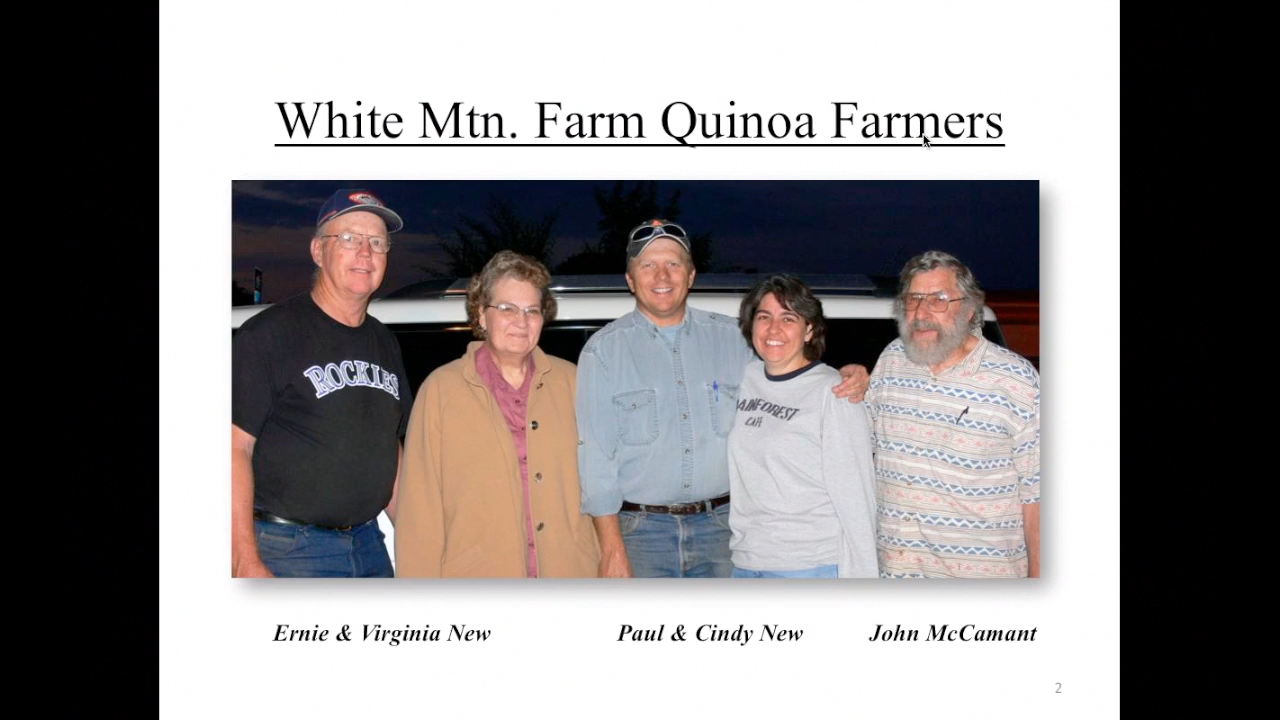 White Mtn. Farm Quinoa Farmers
ROCKIES
RAINFOREST
CAFE
Ernie & Virginia New
Paul & Cindy New
John McCamant
2